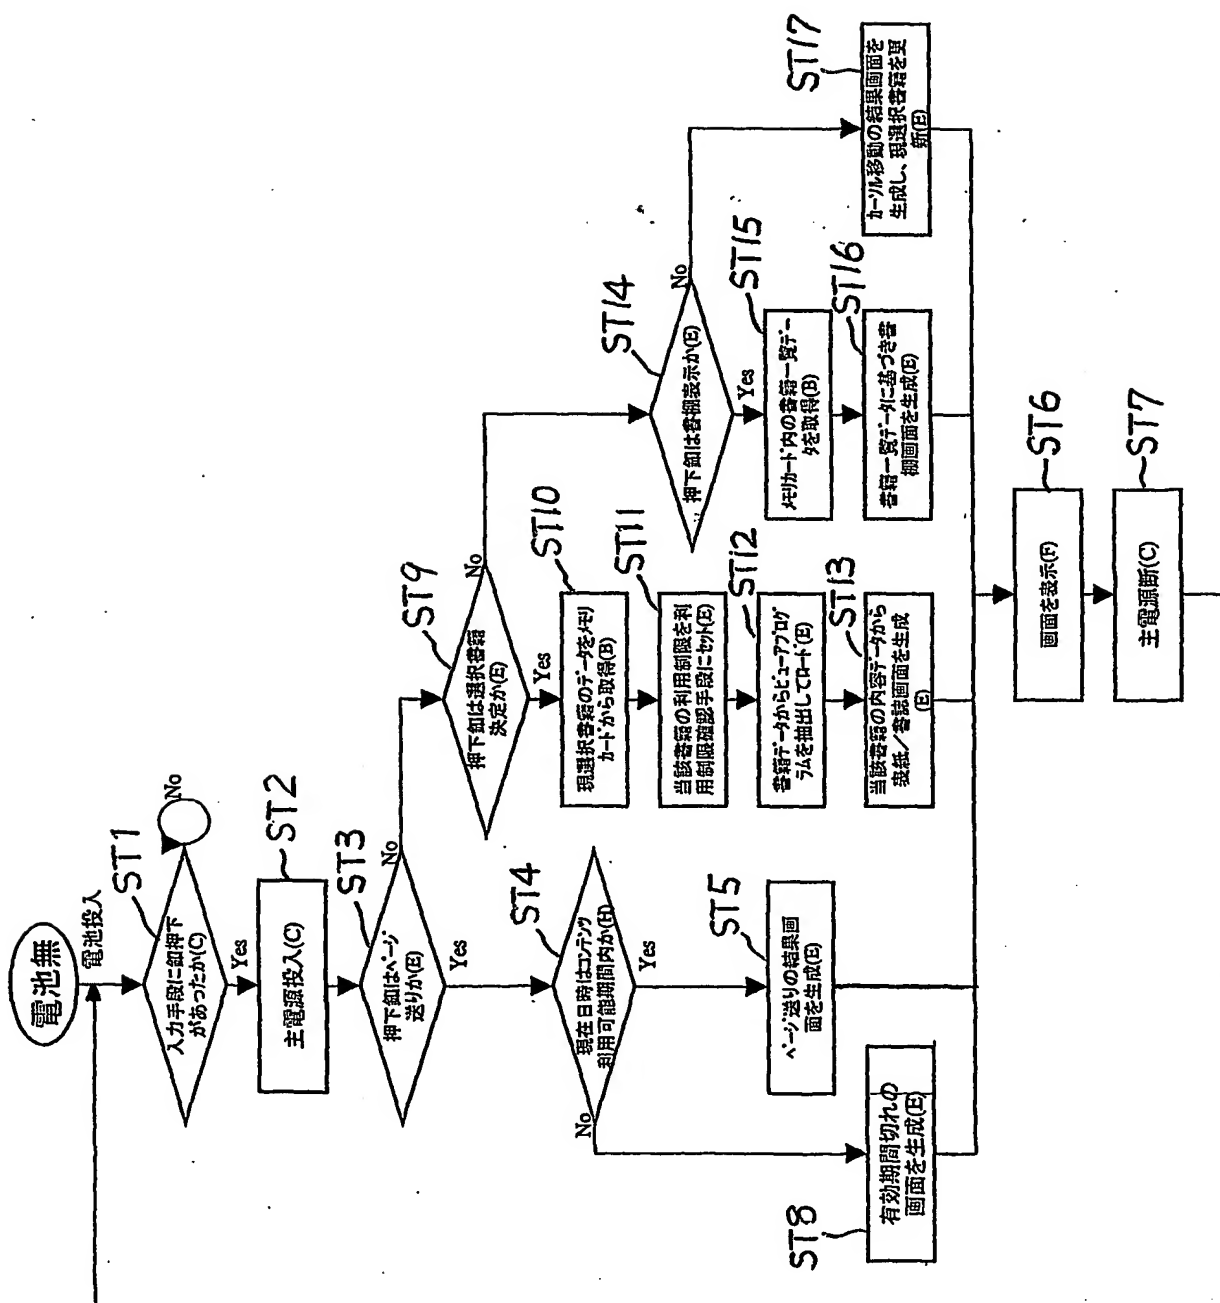 電池無
電池投入
ST1
入力手段に釦押下
があったか(C)
No
Yes
ST2
主電源投入(C)
ST3
押下釦はページ
送りか(E)
No
Yes
ST4
現在日時はコンテンツ
利用可能期間内か(H)
No
Yes
ST5
ページ送りの結果画
面を生成(E)
ST8
有効期間切れの
画面を生成(E)
ST9
押下釦は選択書籍
決定か(E)
No
Yes
ST10
現選択書籍のデータをメモリ
カードから取得(B)
ST11
当該書籍の利用制限を利
用制限確認手段にセット(E)
ST12
書籍データからビューアプログ
ラムを抽出してロード(E)
ST13
当該書籍の内容データから
表紙/書誌画面を生成
(E)
ST14
押下釦は書棚表示か(E)
No
Yes
ST15
メモリカード内の書籍一覧デー
タを取得(B)
ST16
書籍一覧データに基づき書
棚画面を生成(E)
ST17
カーソル移動の結果画面を
生成し、現選択書籍を更
新(E)
ST6
画面を表示(F)
ST7
主電源断(C)